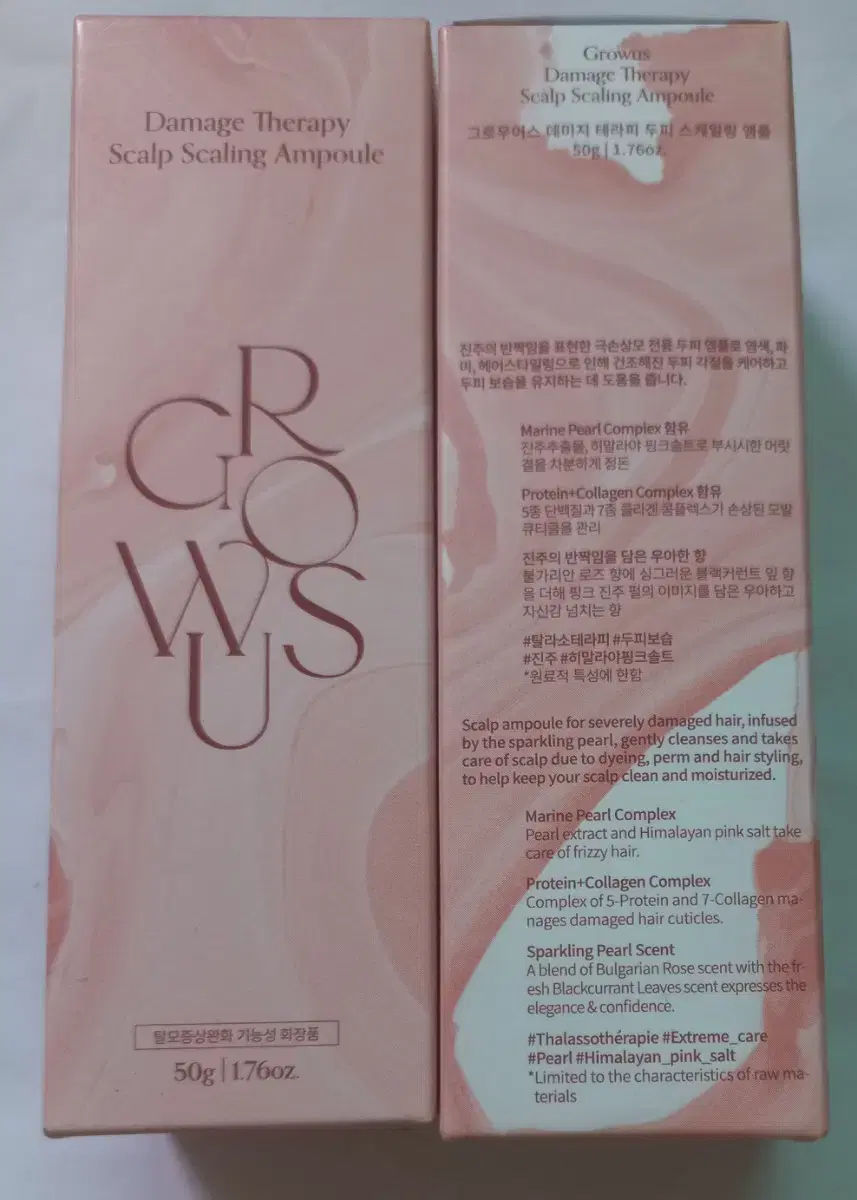 Damage Therapy
Scalp Scaling Ampoule
GROWUS
탈모증상완화 기능성 화장품
50g | 1.76oz.
Growus
Damage Therapy
Scalp Scaling Ampoule
그로우어스 데미지 테라피 두피 스케일링 앰플
50g | 1.76oz.
진주의 반짝임을 표현한 극손상모 전용 두피 앰플로 염색, 파
마, 헤어스타일링으로 인해 건조해진 두피 각질을 케어하고
두피 보습을 유지하는 데 도움을 줍니다.
Marine Pearl Complex 함유
진주추출물, 히말라야 핑크솔트로 부시시한 머릿
결을 차분하게 정돈
Protein+Collagen Complex 함유
5종 단백질과 7종 콜라겐 콤플렉스가 손상된 모발
큐티클을 관리
진주의 반짝임을 담은 우아한 향
불가리안 로즈 향에 싱그러운 블랙커런트 잎 향
을 더해 핑크 진주 펄의 이미지를 담은 우아하고
자신감 넘치는 향
#탈라소테라피 #두피보습
#진주 #히말라야핑크솔트
*원료적 특성에 한함
Scalp ampoule for severely damaged hair, infused
by the sparkling pearl, gently cleanses and takes
care of scalp due to dyeing, perm and hair styling,
to help keep your scalp clean and moisturized.
Marine Pearl Complex
Pearl extract and Himalayan pink salt take
care of frizzy hair.
Protein+Collagen Complex
Complex of 5-Protein and 7-Collagen ma-
nages damaged hair cuticles.
Sparkling Pearl Scent
A blend of Bulgarian Rose scent with the fr-
esh Blackcurrant Leaves scent expresses the
elegance & confidence.
#Thalassothérapie #Extreme_care
#Pearl #Himalayan_pink_salt
*Limited to the characteristics of raw ma-
terials